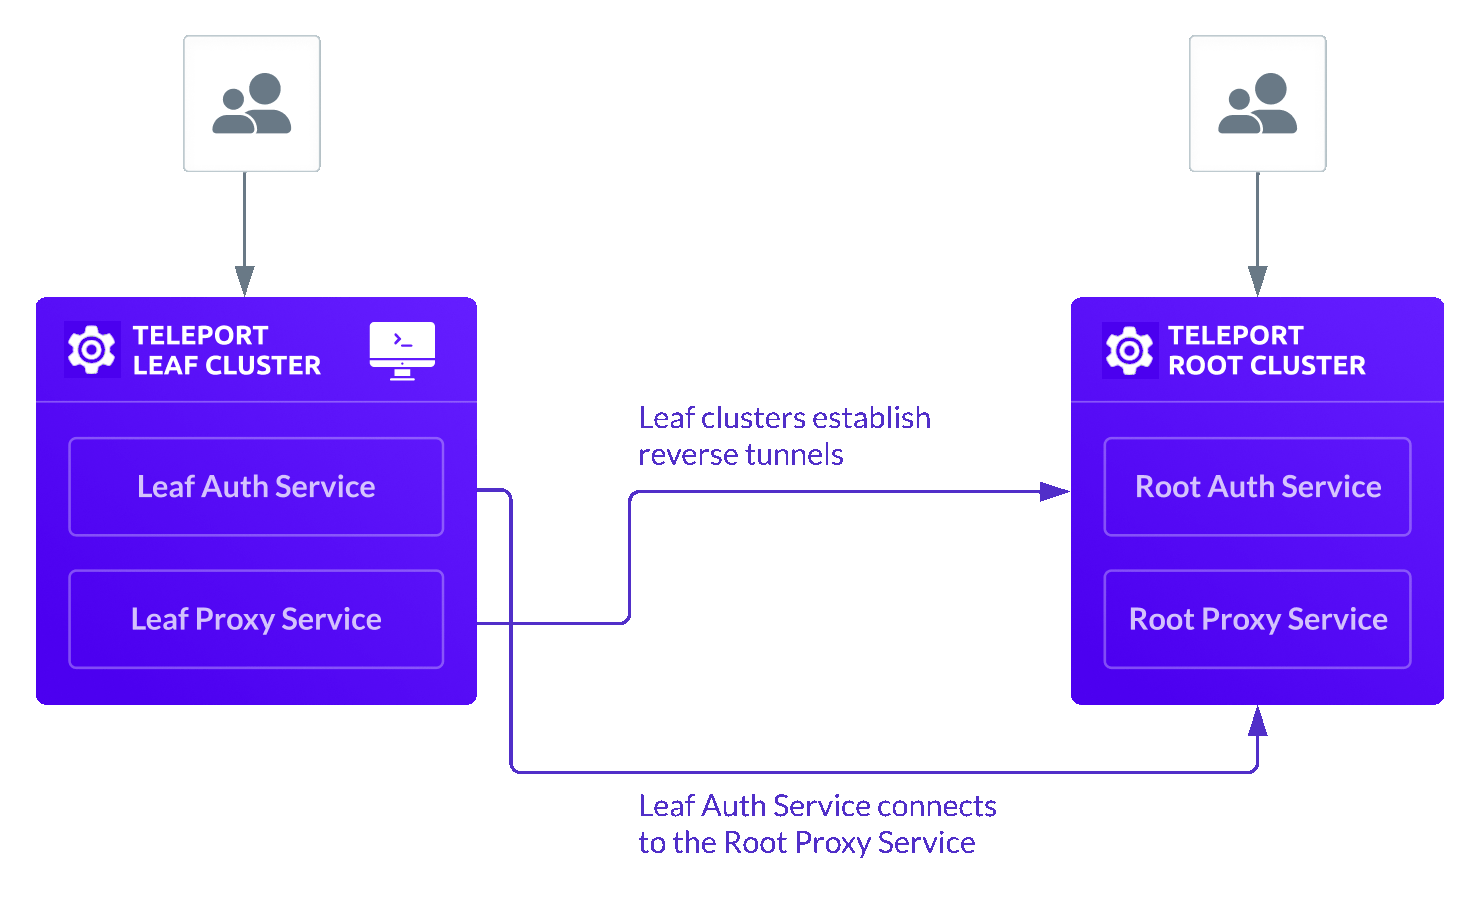 TELEPORT
LEAF CLUSTER
Leaf Auth Service
Leaf Proxy Service
Leaf clusters establish
reverse tunnels
Leaf Auth Service connects
to the Root Proxy Service
TELEPORT
ROOT CLUSTER
Root Auth Service
Root Proxy Service